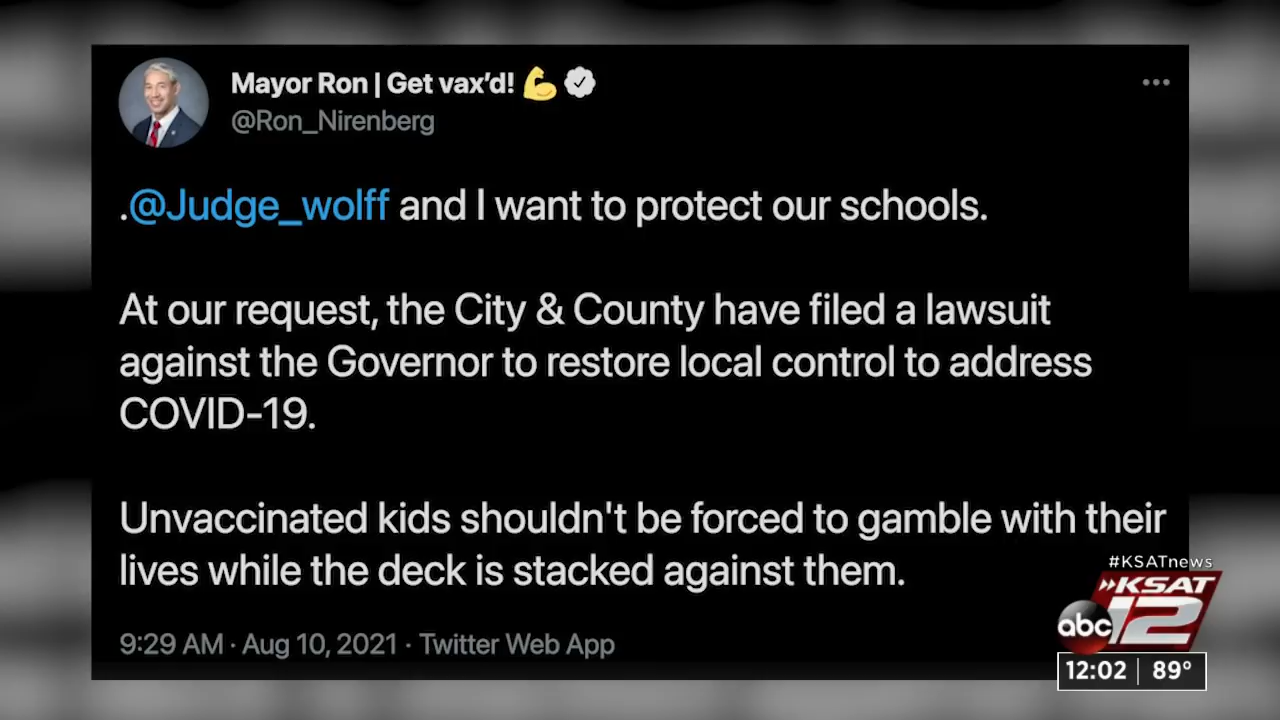 Mayor Ron | Get vax'd! 💪
@Ron_Nirenberg
.@Judge_wolff and I want to protect our schools.
At our request, the City & County have filed a lawsuit
against the Governor to restore local control to address
COVID-19.
Unvaccinated kids shouldn't be forced to gamble with their
lives while the deck is stacked against them.
9:29 AM · Aug 10, 2021 · Twitter Web App
#KSATnews
KSAT
abc 12
12:02 | 89°